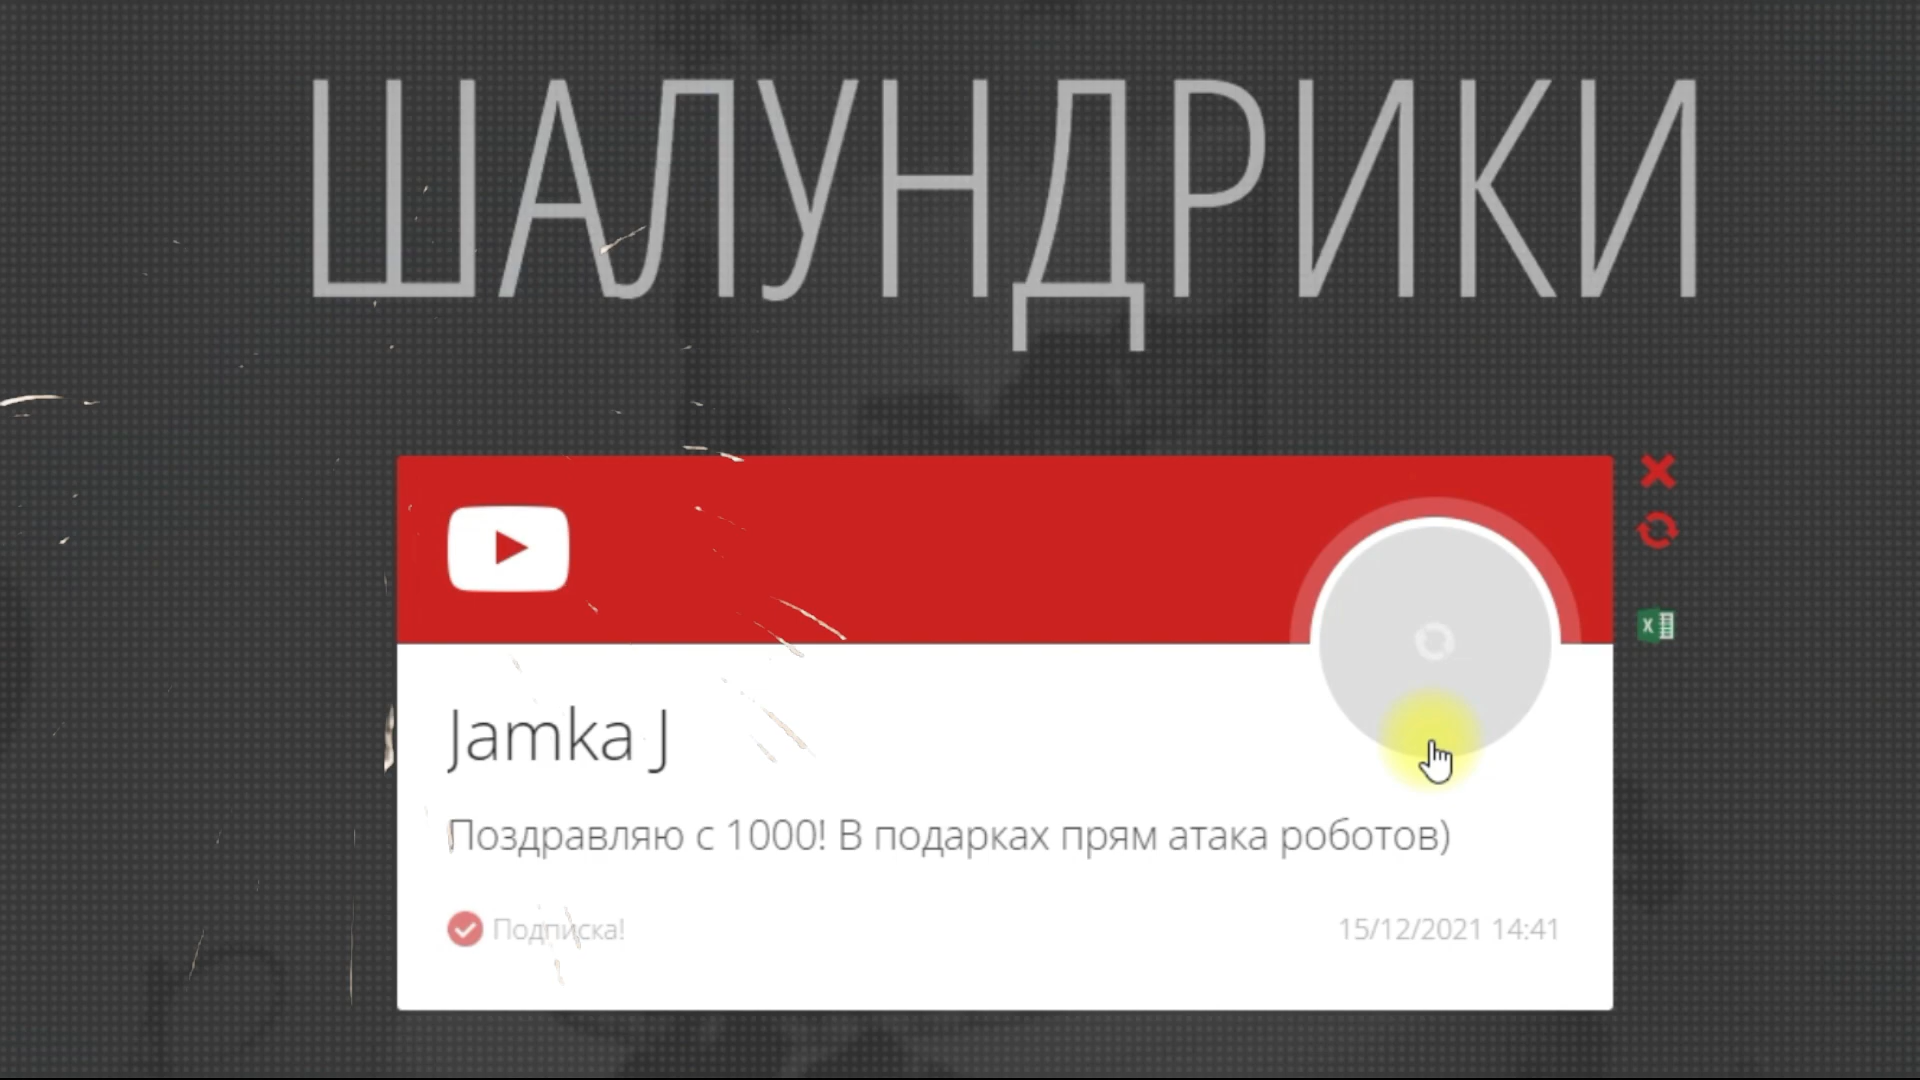 ШАЛУНДРИКИ
Jamka J
Поздравляю с 1000! В подарках прям атака роботов)
Подписка!
15/12/2021 14:41